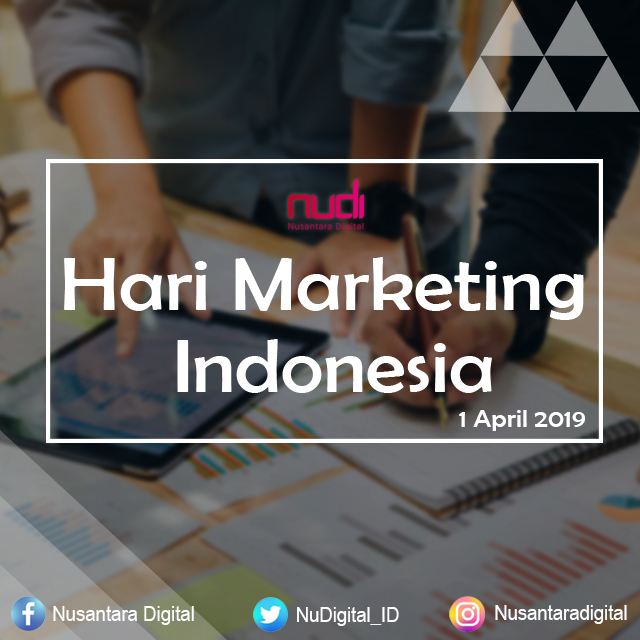 nudi
Nusantara Digital
Hari Marketing
Indonesia
1 April 2019
Nusantara Digital
NuDigital_ID
Nusantaradigital